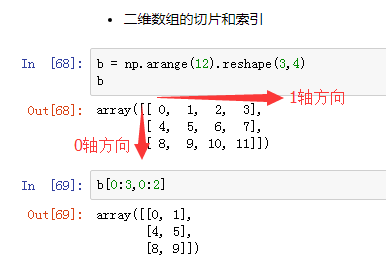 • 二维数组的切片和索引
In [68]: b = np.arange(12).reshape(3,4)
b
1轴方向
Out[68]: array([[ 0, 1, 2, 3],
[ 4, 5, 6, 7],
0轴方向
[ 8, 9, 10, 11]])
In [69]: b[0:3,0:2]
Out[69]: array([[0, 1],
[4, 5],
[8, 9]])